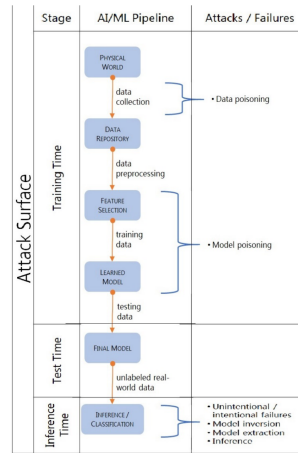 Stage
AI/ML Pipeline
Attacks / Failures
Attack Surface
Training Time
PHYSICAL
WORLD
data
collection
• Data poisoning
DATA
REPOSITORY
data
preprocessing
FEATURE
SELECTION
training
data
• Model poisoning
LEARNED
MODEL
testing
data
Test Time
FINAL MODEL
unlabeled real-
world data
Inference
Time
INFERENCE /
CLASSIFICATION
• Unintentional /
intentional failures
• Model inversion
• Model extraction
• Inference